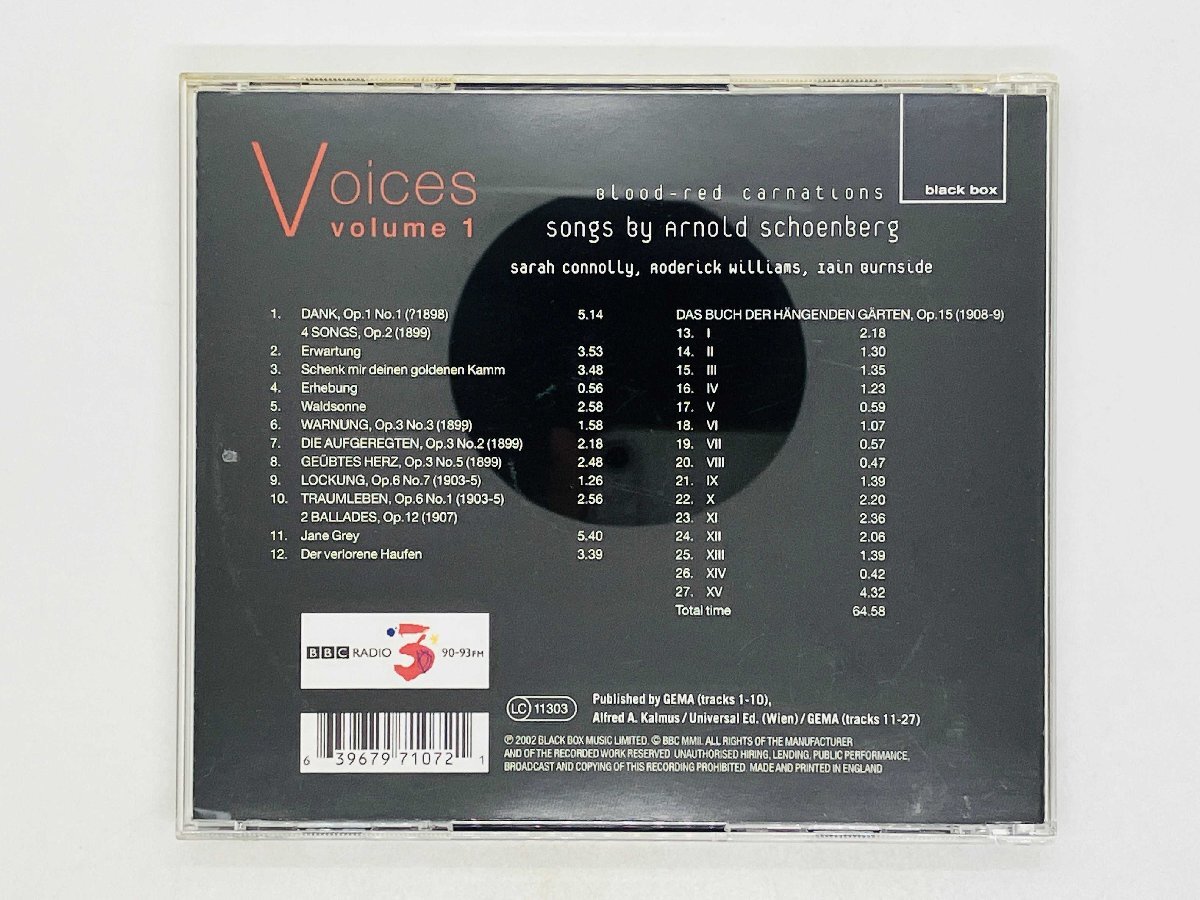 Voices
volume 1
Blood-red carnations
songs by Arnold Schoenberg
Sarah Connolly, Roderick Williams, Iain Burnside
black box
1. DANK, Op.1 No.1 (?1898) 5.14
4 SONGS, Op.2 (1899)
2. Erwartung 3.53
3. Schenk mir deinen goldenen Kamm 3.48
4. Erhebung 0.56
5. Waldsonne 2.58
6. WARNUNG, Op.3 No.3 (1899) 1.58
7. DIE AUFGEREGTEN, Op.3 No.2 (1899) 2.18
8. GEÜBTES HERZ, Op.3 No.5 (1899) 2.48
9. LOCKUNG, Op.6 No.7 (1903-5) 1.26
10. TRAUMLEBEN, Op.6 No.1 (1903-5) 2.56
2 BALLADES, Op.12 (1907)
11. Jane Grey 5.40
12. Der verlorene Haufen 3.39
DAS BUCH DER HÄNGENDEN GÄRTEN, Op.15 (1908-9)
13. I 2.18
14. II 1.30
15. III 1.35
16. IV 1.23
17. V 0.59
18. VI 1.07
19. VII 0.57
20. VIII 0.47
21. IX 1.39
22. X 2.20
23. XI 2.36
24. XII 2.06
25. XIII 1.39
26. XIV 0.42
27. XV 4.32
Total time 64.58
BBC RADIO 3 90-93FM
LC 11303
Published by GEMA (tracks 1-10),
Alfred A. Kalmus / Universal Ed. (Wien) / GEMA (tracks 11-27)
℗ 2002 BLACK BOX MUSIC LIMITED. © BBC MMII. ALL RIGHTS OF THE MANUFACTURER
AND OF THE RECORDED WORK RESERVED. UNAUTHORISED HIRING, LENDING, PUBLIC PERFORMANCE,
BROADCAST AND COPYING OF THIS RECORDING PROHIBITED. MADE AND PRINTED IN ENGLAND
6 39679 71072 1